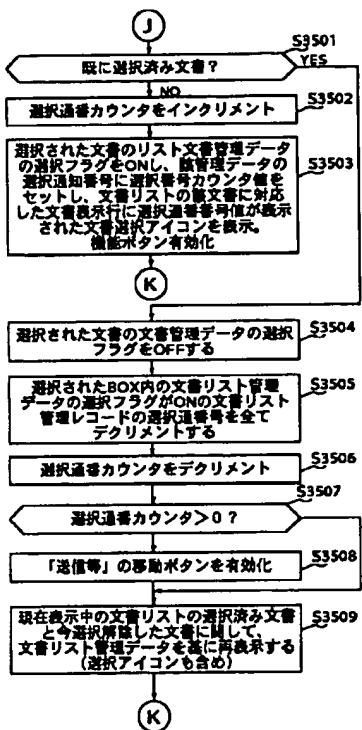 J
S3501
既に選択済み文書?
YES
NO
S3502
選択通番カウンタをインクリメント
選択された文書のリスト文書管理データ
の選択フラグをONし、該管理データの
選択通知番号に選択番号カウンタ値を
セットし、文書リストの該文書に対応
した文書表示行に選択通番番号値が表示
された文書選択アイコンを表示。
機能ボタン有効化
S3503
K
S3504
選択された文書の文書管理データの選択
フラグをOFFする
S3505
選択されたBOX内の文書リスト管理
データの選択フラグがONの文書リスト
管理レコードの選択通番号を全て
デクリメントする
S3506
選択通番カウンタをデクリメント
S3507
選択通番カウンタ>0?
S3508
「送信等」の移動ボタンを有効化
S3509
現在表示中の文書リストの選択済み文書
と今選択解除した文書に関して、
文書リスト管理データを基に再表示する
(選択アイコンも含め)
K